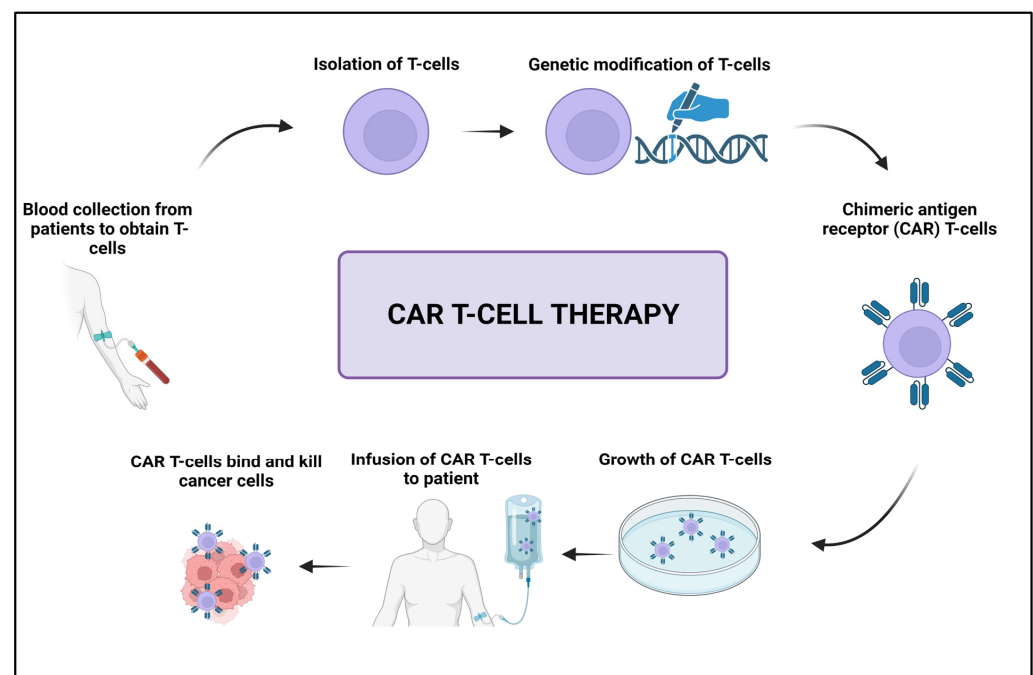 Isolation of T-cells
Genetic modification of T-cells
Blood collection from
patients to obtain T-
cells
Chimeric antigen
receptor (CAR) T-cells
CAR T-CELL THERAPY
CAR T-cells bind and kill
cancer cells
Infusion of CAR T-cells
to patient
Growth of CAR T-cells